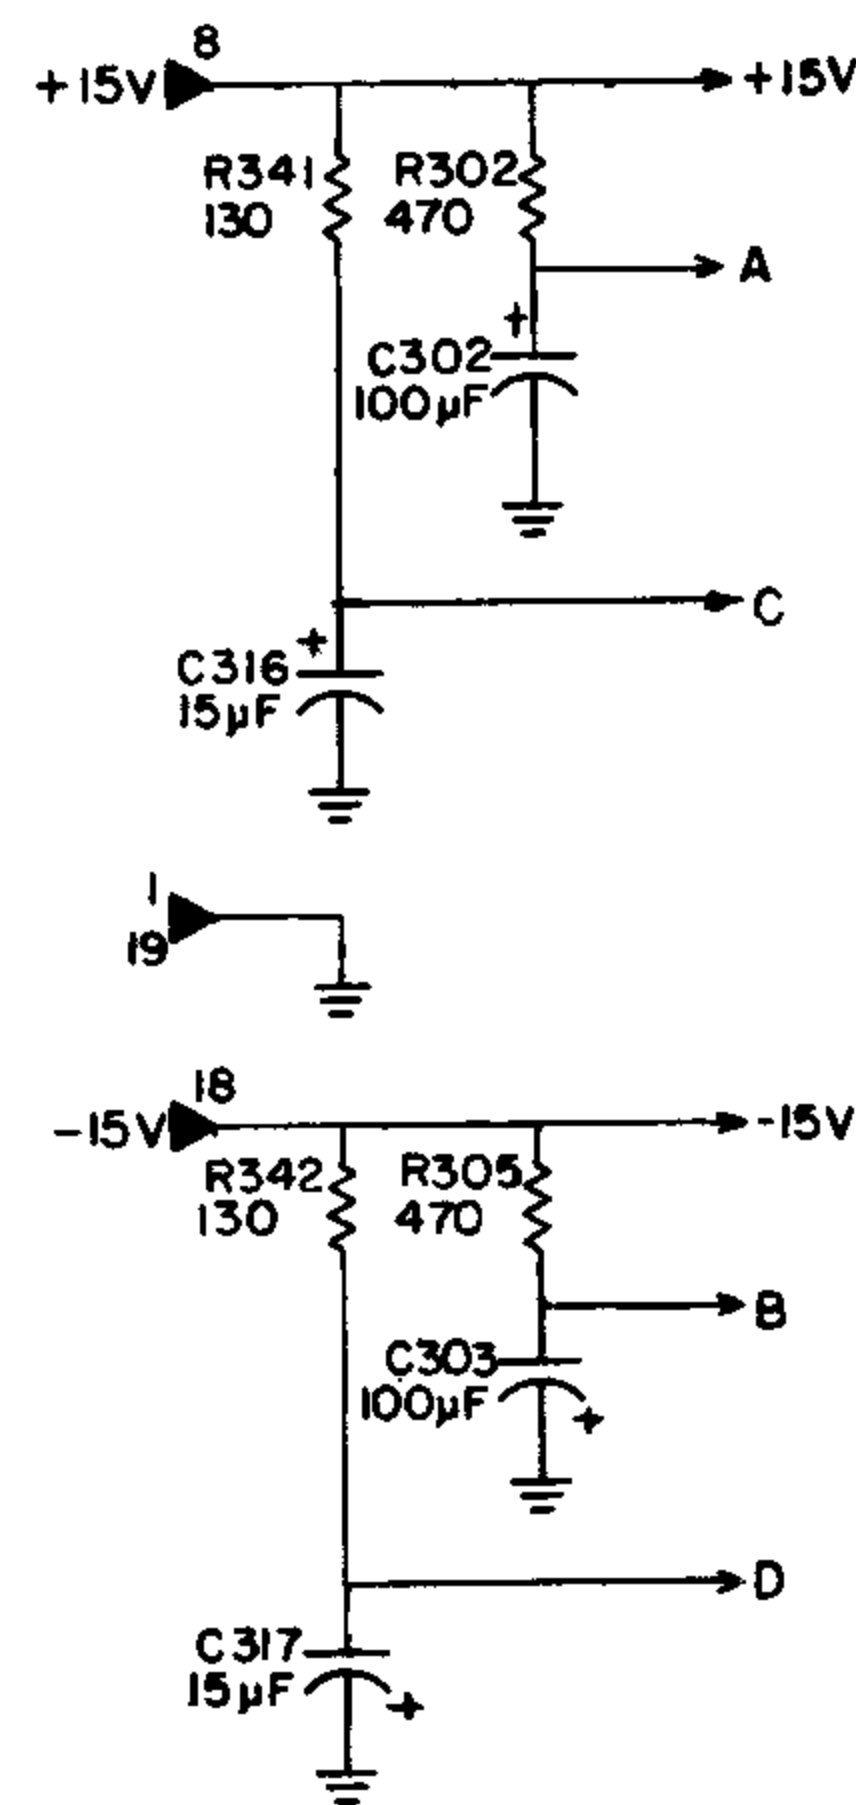 8
+15V
+15V
R341
130
R302
470
A
+
C302
100µF
C
+
C316
15µF
1
19
18
-15V
-15V
R342
130
R305
470
B
C303
100µF
+
D
C317
15µF
+